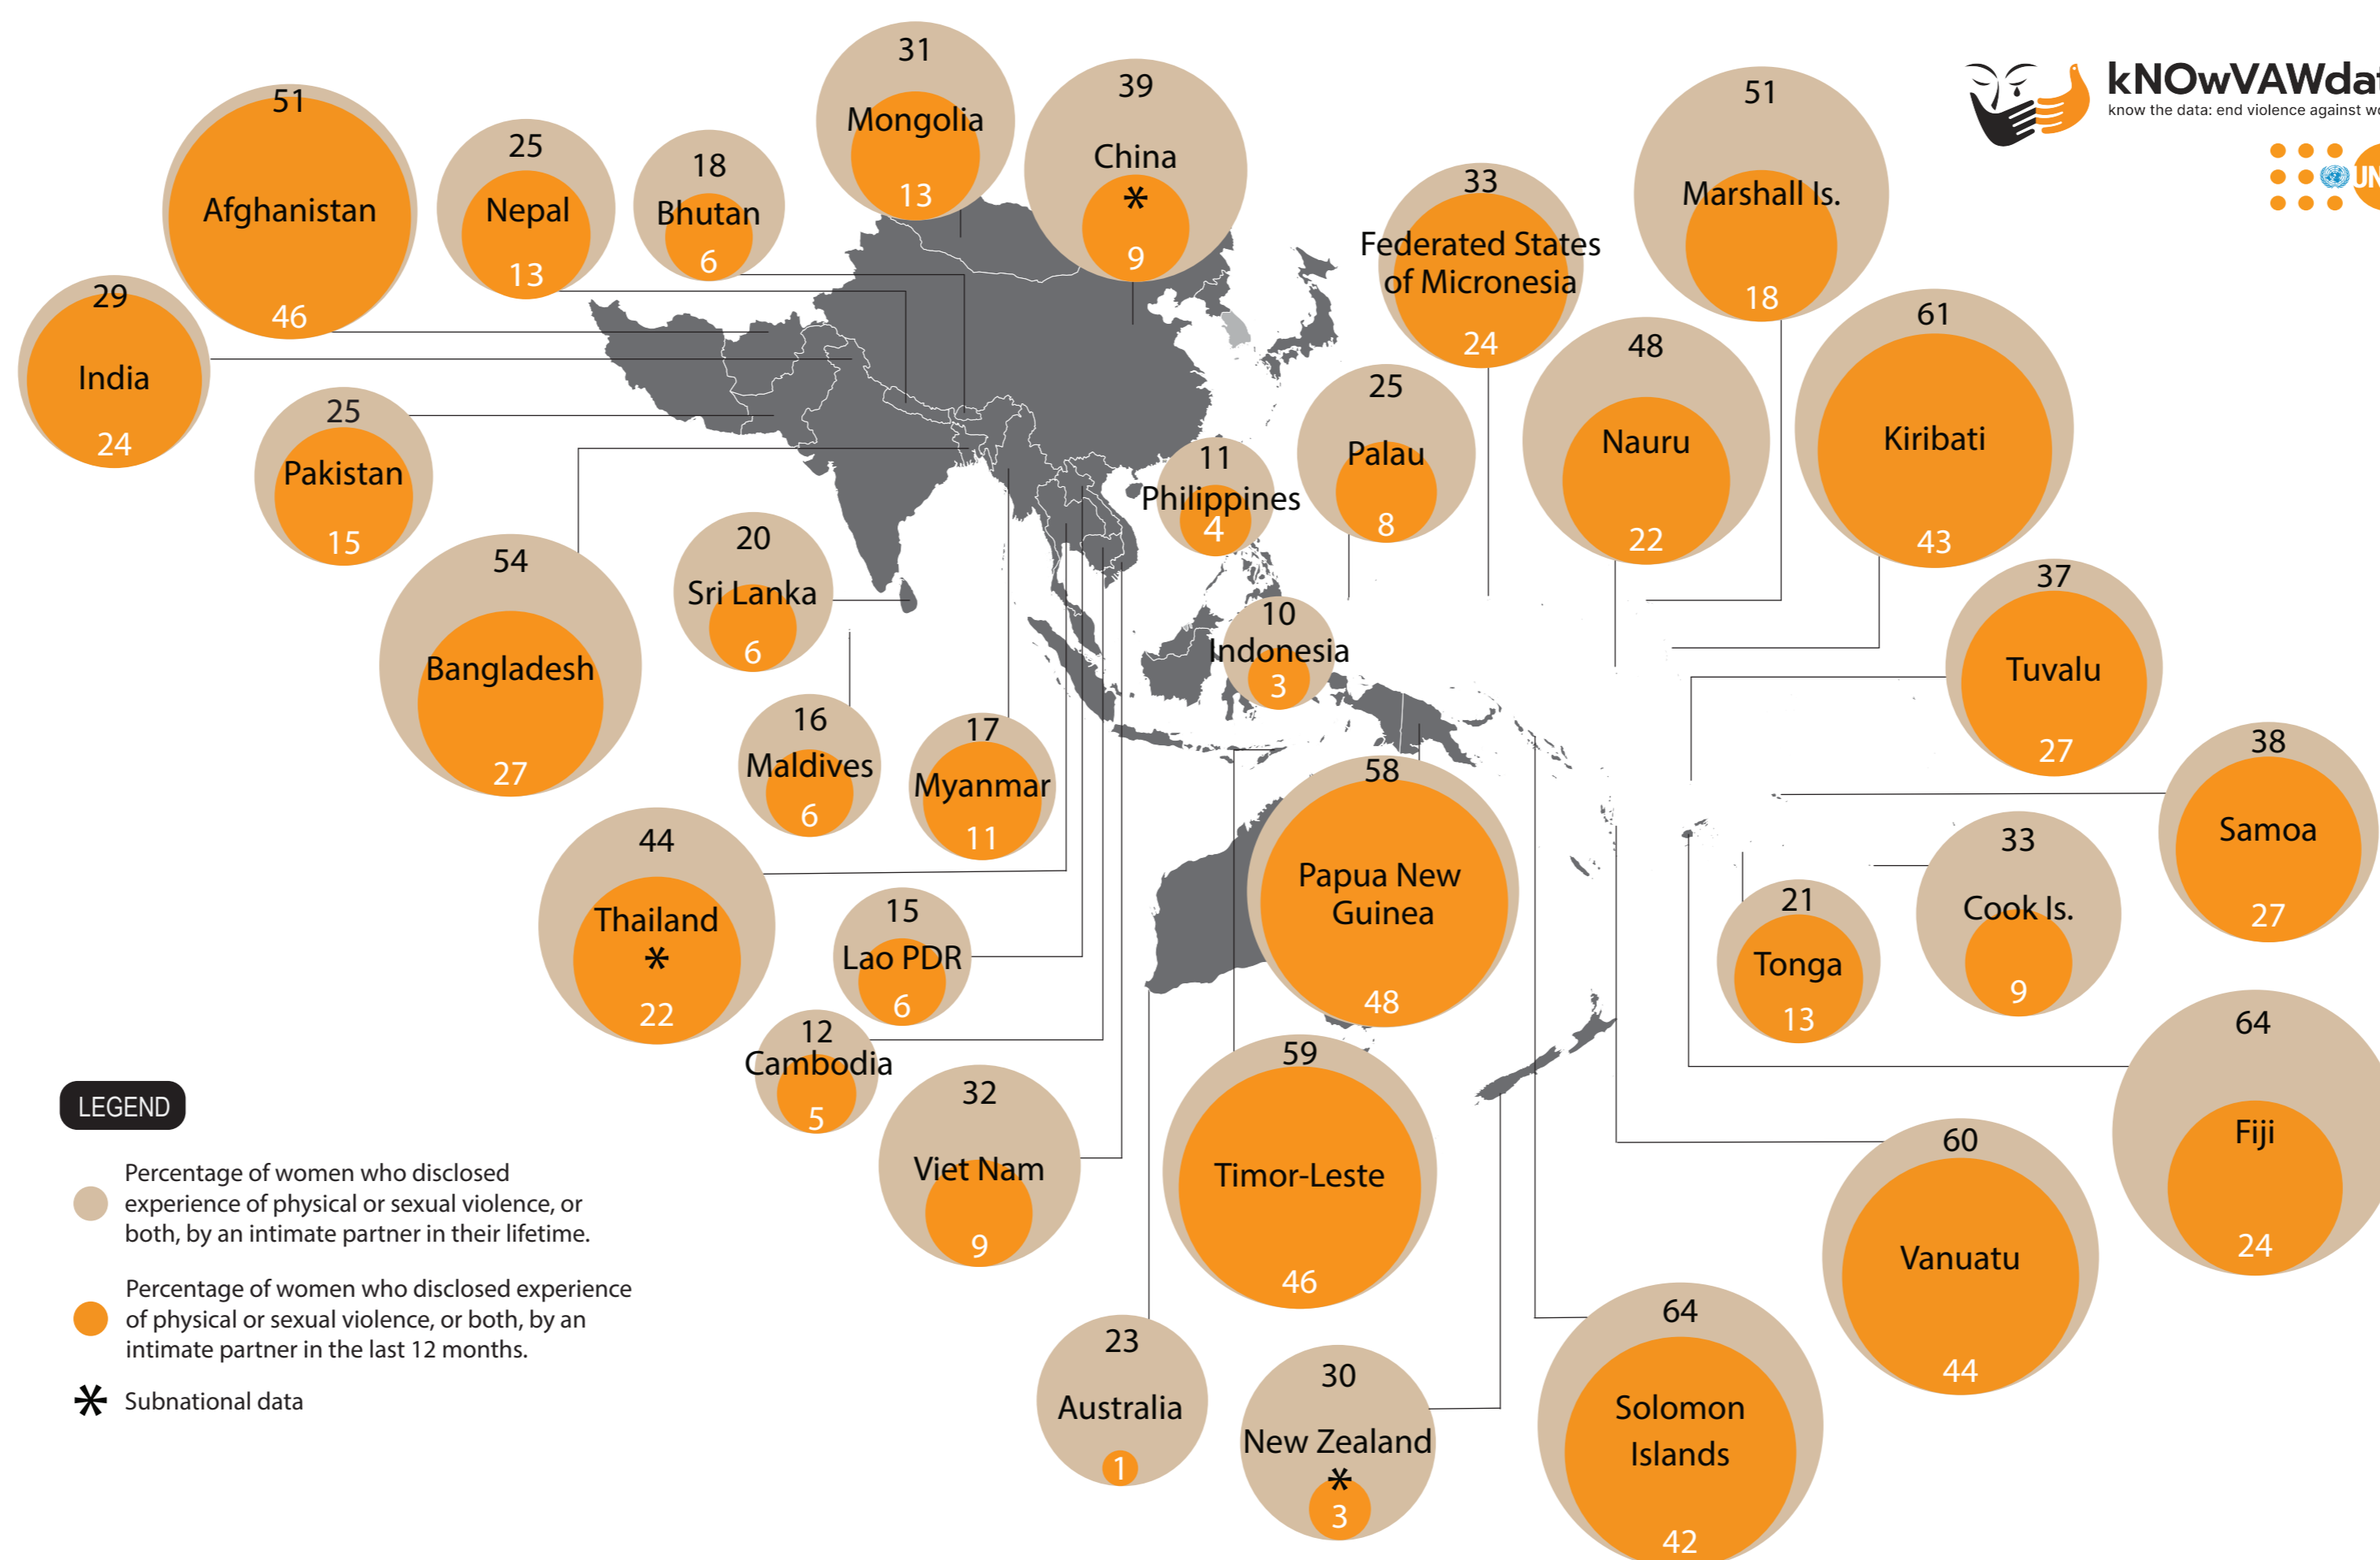 31
Mongolia
13
39
China
*
9
kNOwVAWda
know the data: end violence against
51
Afghanistan
46
25
Nepal
13
18
Bhutan
6
33
Federated States
of Micronesia
24
51
Marshall Is.
18
UN
29
India
24
25
Pakistan
15
11
Philippines
4
25
Palau
8
48
Nauru
22
61
Kiribati
43
54
Bangladesh
27
20
Sri Lanka
6
10
Indonesia
3
37
Tuvalu
27
16
Maldives
6
17
Myanmar
11
58
Papua New
Guinea
48
38
Samoa
27
44
Thailand
*
22
15
Lao PDR
6
21
Tonga
13
33
Cook Is.
9
12
Cambodia
5
32
Viet Nam
9
59
Timor-Leste
46
64
Fiji
24
60
Vanuatu
44
23
Australia
1
30
New Zealand
*
3
64
Solomon
Islands
42
LEGEND
Percentage of women who disclosed
experience of physical or sexual violence, or
both, by an intimate partner in their lifetime.
Percentage of women who disclosed experience
of physical or sexual violence, or both, by an
intimate partner in the last 12 months.
* Subnational data